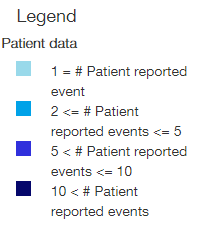 Legend
Patient data
1 = # Patient reported
event
2 <= # Patient
reported events <= 5
5 < # Patient reported
events <= 10
10 < # Patient
reported events